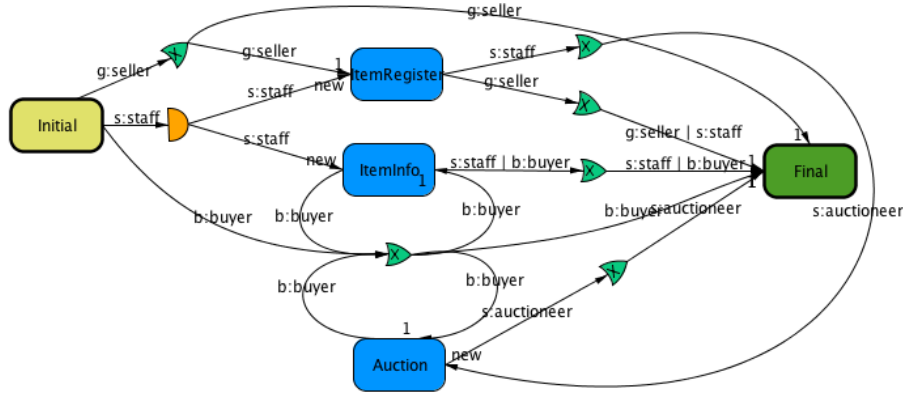 g:seller
g:seller
g:seller
1
ItemRegister
s:staff
X
X
g:seller
s:staff
new
X
Initial
s:staff
s:staff
g:seller | s:staff
1
new
ItemInfo
1
s:staff | b:buyer
X
s:staff | b:buyer
1
1
Final
b:buyer
b:buyer
b:buyer
b:buyer
s:auctioneer
s:auctioneer
X
X
b:buyer
b:buyer
s:auctioneer
1
new
Auction